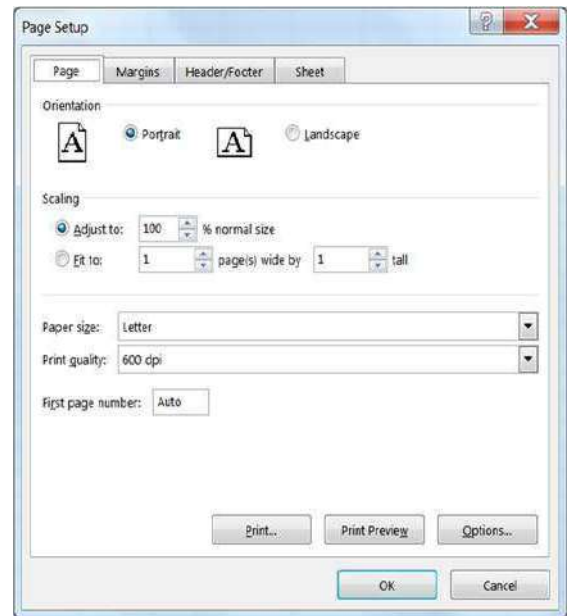 Page Setup
Page Margins Header/Footer Sheet
Orientation
A Portrait A Landscape
Scaling
Adjust to: 100 % normal size
Fit to: 1 page(s) wide by 1 tall
Paper size: Letter
Print quality: 600 dpi
First page number: Auto
Print... Print Preview Options...
OK Cancel